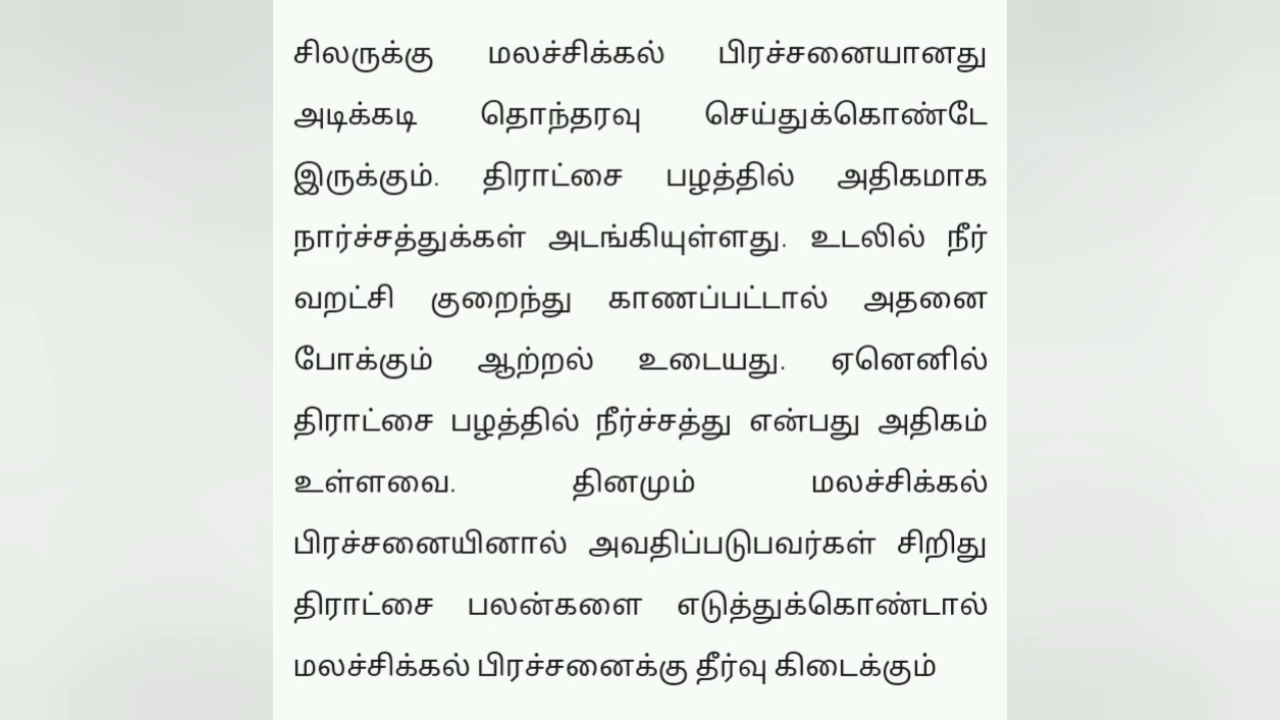 சிலருக்கு மலச்சிக்கல் பிரச்சனையானது
அடிக்கடி தொந்தரவு செய்துக்கொண்டே
இருக்கும். திராட்சை பழத்தில் அதிகமாக
நார்ச்சத்துக்கள் அடங்கியுள்ளது. உடலில் நீர்
வறட்சி குறைந்து காணப்பட்டால் அதனை
போக்கும் ஆற்றல் உடையது. ஏனெனில்
திராட்சை பழத்தில் நீர்ச்சத்து என்பது அதிகம்
உள்ளவை. தினமும் மலச்சிக்கல்
பிரச்சனையினால் அவதிப்படுபவர்கள் சிறிது
திராட்சை பலன்களை எடுத்துக்கொண்டால்
மலச்சிக்கல் பிரச்சனைக்கு தீர்வு கிடைக்கும்